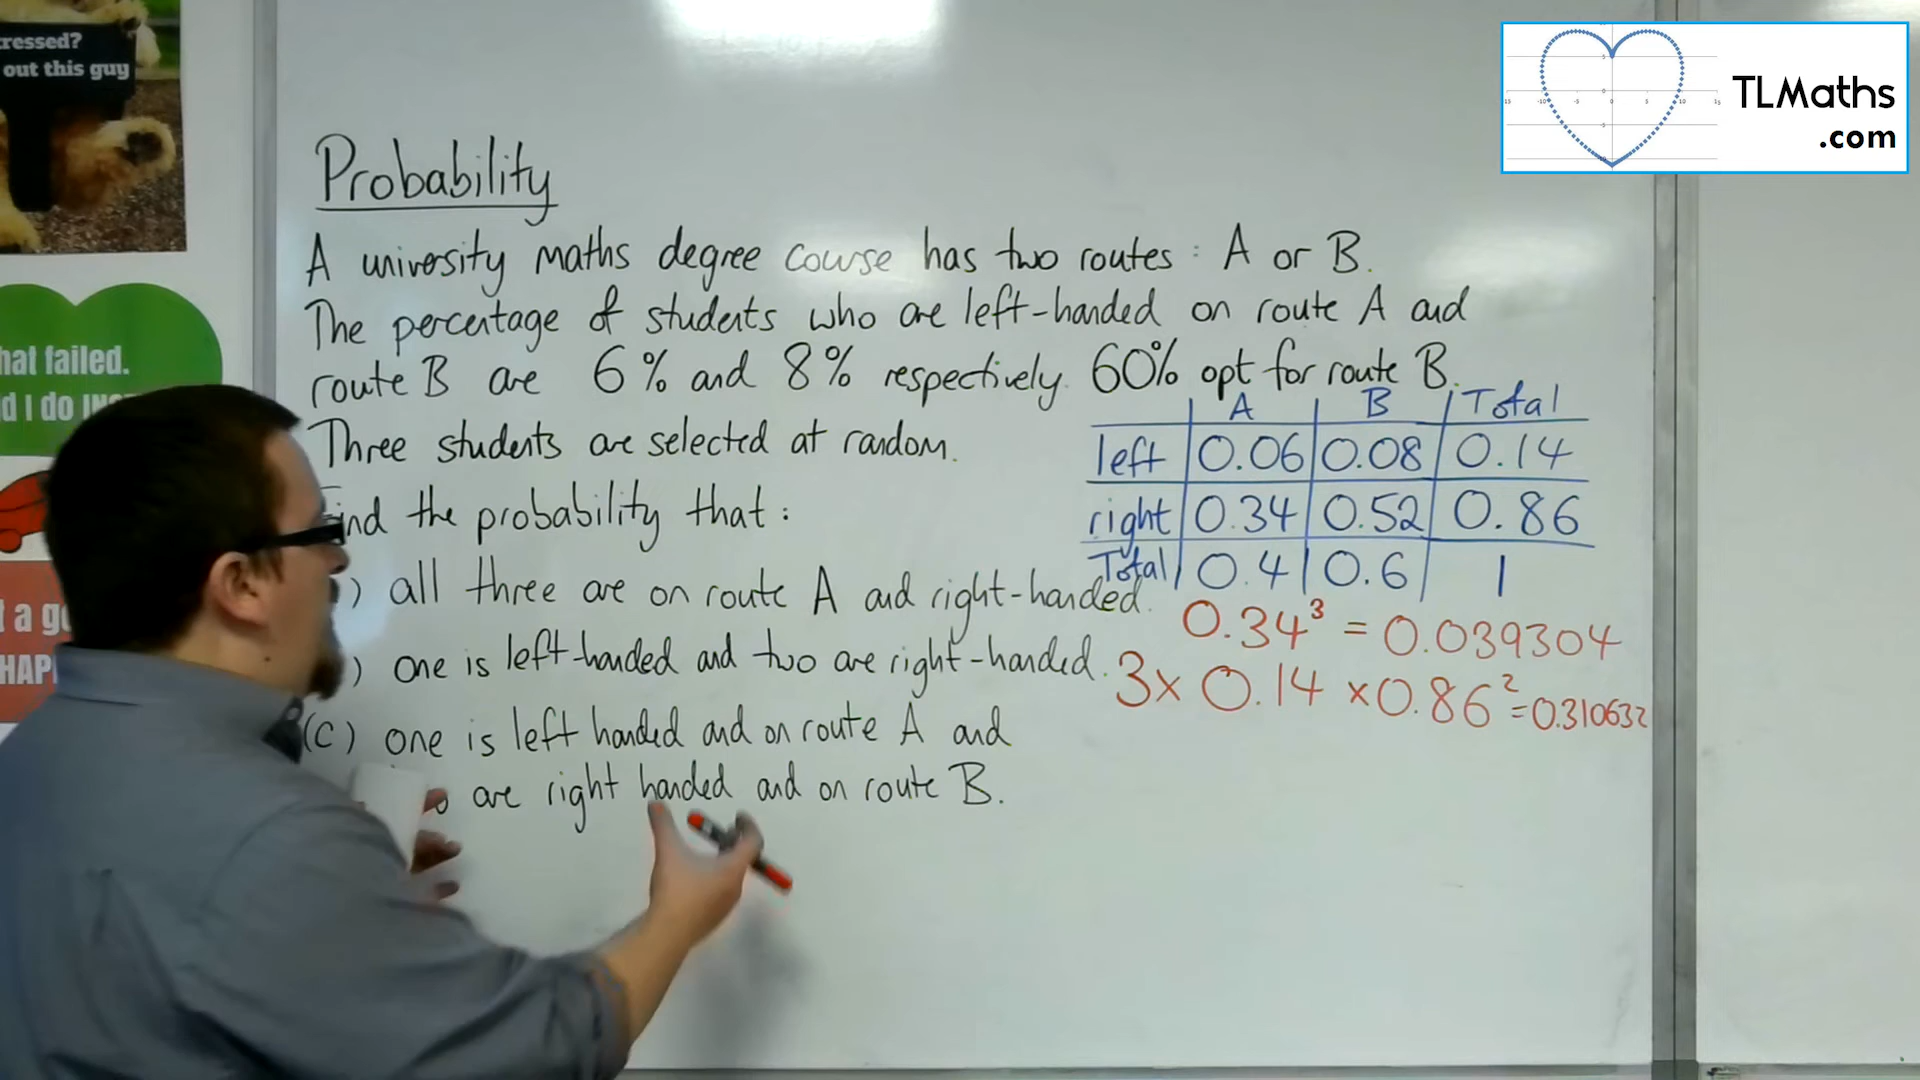 ressed?
out this guy
hat failed.
d I do
t a g
HAP
TLMaths
.com
Probability
A university maths degree course has two routes : A or B.
The percentage of students who are left-handed on route A and
route B are 6% and 8% respectively. 60% opt for route B.
Three students are selected at random.
Find the probability that :
) all three are on route A and right-handed.
) one is left-handed and two are right-handed.
(c) one is left handed and on route A and
are right handed and on route B.
A B Total
left 0.06 0.08 0.14
right 0.34 0.52 0.86
Total 0.4 0.6 1
0.34³ = 0.039304
3 × 0.14 × 0.86² = 0.310632